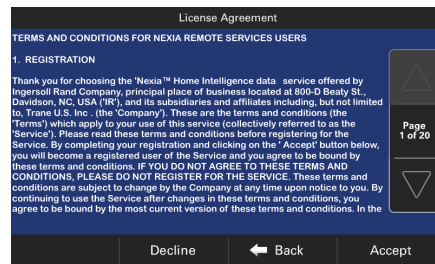 License Agreement
TERMS AND CONDITIONS FOR NEXIA REMOTE SERVICES USERS
1. REGISTRATION
Thank you for choosing the 'Nexia™ Home Intelligence data service offered by
Ingersoll Rand Company, principal place of business located at 800-D Beaty St.,
Davidson, NC, USA ('IR'), and its subsidiaries and affiliates including, but not limited
to, Trane U.S. Inc . (the 'Company'). These are the terms and conditions (the
'Terms') which apply to your use of this service (collectively referred to as the
'Service'). Please read these terms and conditions before registering for the
Service. By completing your registration and clicking on the ' Accept' button below,
you will become a registered user of the Service and you agree to be bound by
these terms and conditions. IF YOU DO NOT AGREE TO THESE TERMS AND
CONDITIONS, PLEASE DO NOT REGISTER FOR THE SERVICE. These terms and
conditions are subject to change by the Company at any time upon notice to you. By
continuing to use the Service after changes in these terms and conditions, you
agree to be bound by the most current version of these terms and conditions. In the
Page
1 of 20
Decline
Back
Accept